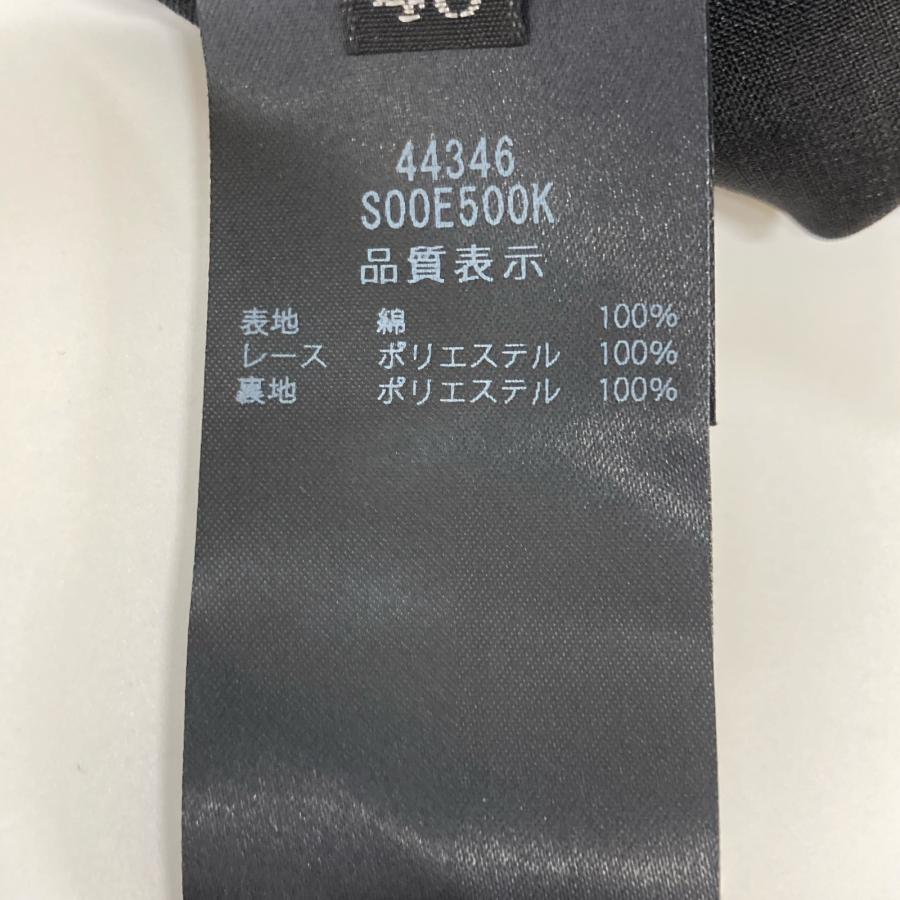 44346
S00E500K
品質表示
表地 綿 100%
レース ポリエステル 100%
裏地 ポリエステル 100%